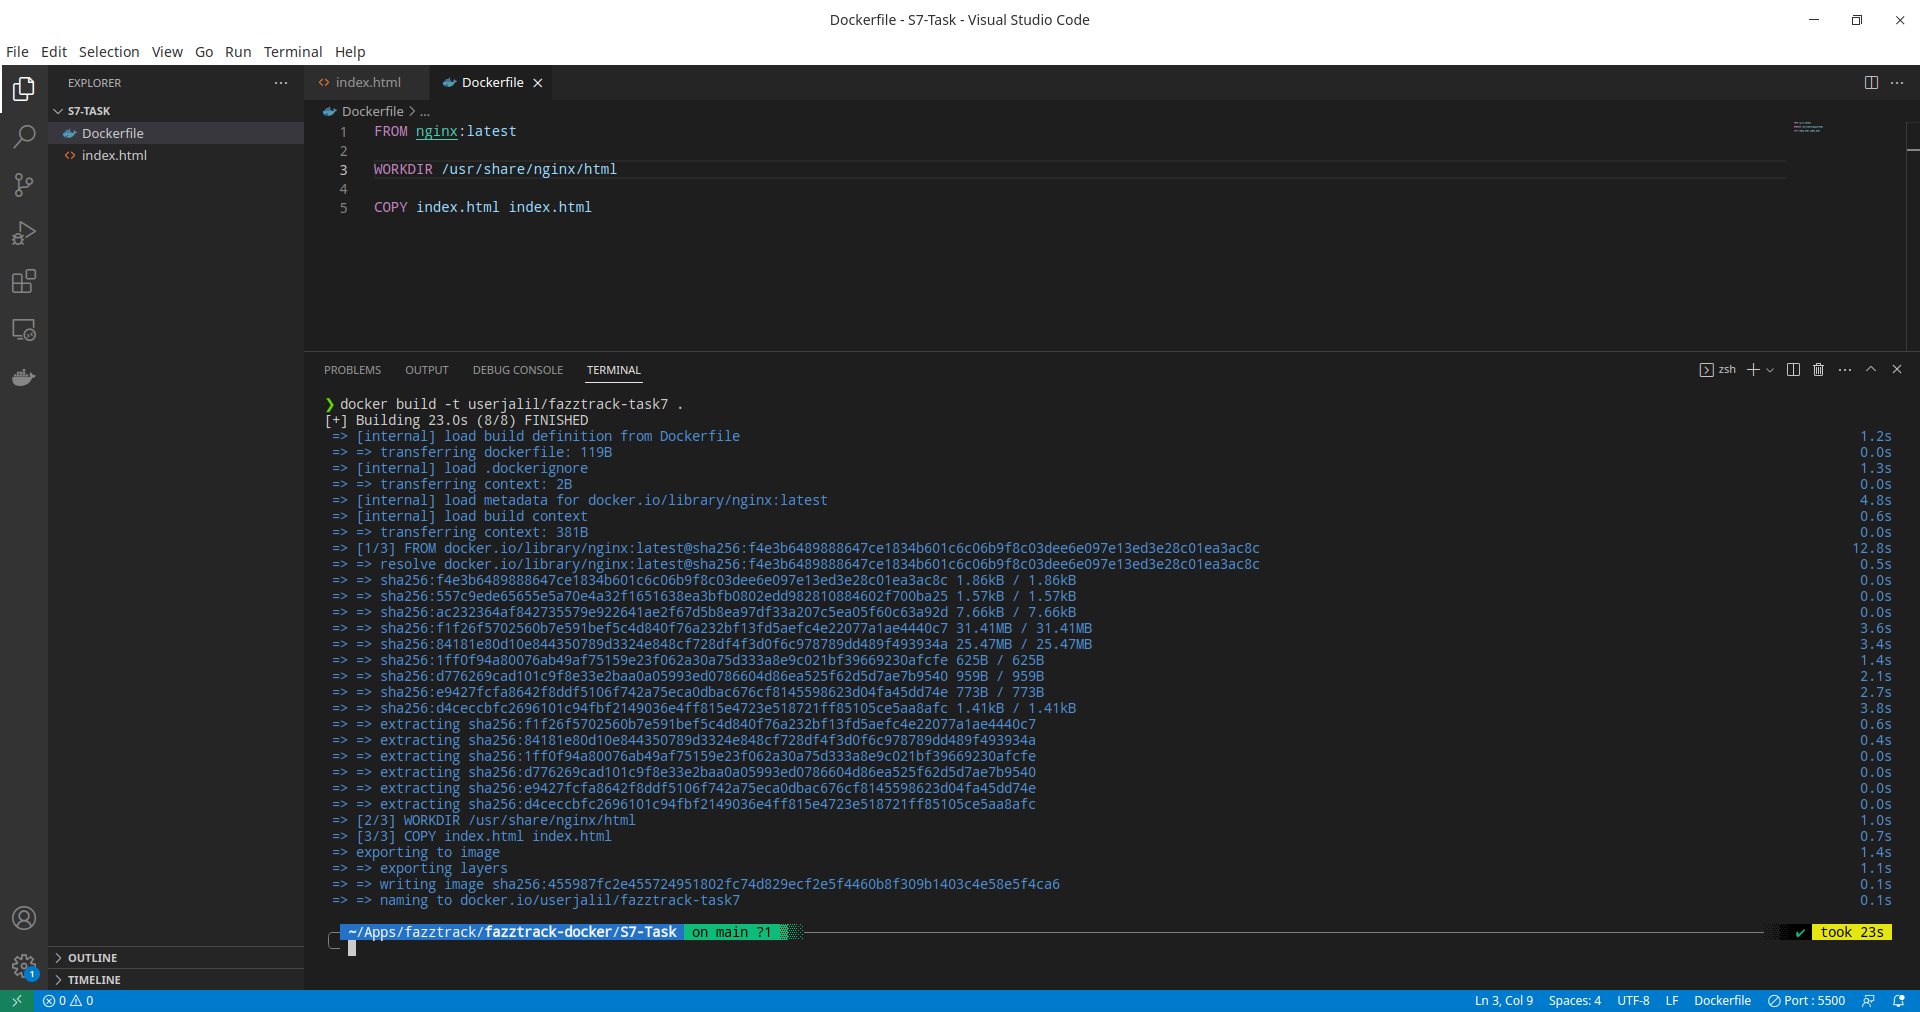 Dockerfile - S7-Task - Visual Studio Code
File Edit Selection View Go Run Terminal Help
EXPLORER
S7-TASK
Dockerfile
index.html
OUTLINE
TIMELINE
index.html Dockerfile
Dockerfile > ...
1 FROM nginx:latest
2
3 WORKDIR /usr/share/nginx/html
4
5 COPY index.html index.html
PROBLEMS OUTPUT DEBUG CONSOLE TERMINAL zsh
❯ docker build -t userjalil/fazztrack-task7 .
[+] Building 23.0s (8/8) FINISHED
=> [internal] load build definition from Dockerfile 1.2s
=> => transferring dockerfile: 119B 0.0s
=> [internal] load .dockerignore 1.3s
=> => transferring context: 2B 0.0s
=> [internal] load metadata for docker.io/library/nginx:latest 4.8s
=> [internal] load build context 0.6s
=> => transferring context: 381B 0.0s
=> [1/3] FROM docker.io/library/nginx:latest@sha256:f4e3b6489888647ce1834b601c6c06b9f8c03dee6e097e13ed3e28c01ea3ac8c 12.8s
=> => resolve docker.io/library/nginx:latest@sha256:f4e3b6489888647ce1834b601c6c06b9f8c03dee6e097e13ed3e28c01ea3ac8c 0.5s
=> => sha256:f4e3b6489888647ce1834b601c6c06b9f8c03dee6e097e13ed3e28c01ea3ac8c 1.86kB / 1.86kB 0.0s
=> => sha256:557c9ede65655e5a70e4a32f1651638ea3bfb0802edd982810884602f700ba25 1.57kB / 1.57kB 0.0s
=> => sha256:ac232364af842735579e922641ae2f67d5b8ea97df33a207c5ea05f60c63a92d 7.66kB / 7.66kB 0.0s
=> => sha256:f1f26f5702560b7e591bef5c4d840f76a232bf13fd5aefc4e22077a1ae4440c7 31.41MB / 31.41MB 3.6s
=> => sha256:84181e80d10e844350789d3324e848cf728df4f3d0f6c978789dd489f493934a 25.47MB / 25.47MB 3.4s
=> => sha256:1ff0f94a80076ab49af75159e23f062a30a75d333a8e9c021bf39669230afcfe 625B / 625B 1.4s
=> => sha256:d776269cad101c9f8e33e2baa0a05993ed0786604d86ea525f62d5d7ae7b9540 959B / 959B 2.1s
=> => sha256:e9427fcfa8642f8ddf5106f742a75eca0dbac676cf8145598623d04fa45dd74e 773B / 773B 2.7s
=> => sha256:d4ceccbfc2696101c94fbf2149036e4ff815e4723e518721ff85105ce5aa8afc 1.41kB / 1.41kB 3.8s
=> => extracting sha256:f1f26f5702560b7e591bef5c4d840f76a232bf13fd5aefc4e22077a1ae4440c7 0.6s
=> => extracting sha256:84181e80d10e844350789d3324e848cf728df4f3d0f6c978789dd489f493934a 0.4s
=> => extracting sha256:1ff0f94a80076ab49af75159e23f062a30a75d333a8e9c021bf39669230afcfe 0.0s
=> => extracting sha256:d776269cad101c9f8e33e2baa0a05993ed0786604d86ea525f62d5d7ae7b9540 0.0s
=> => extracting sha256:e9427fcfa8642f8ddf5106f742a75eca0dbac676cf8145598623d04fa45dd74e 0.0s
=> => extracting sha256:d4ceccbfc2696101c94fbf2149036e4ff815e4723e518721ff85105ce5aa8afc 0.0s
=> [2/3] WORKDIR /usr/share/nginx/html 1.0s
=> [3/3] COPY index.html index.html 0.7s
=> exporting to image 1.4s
=> => exporting layers 1.1s
=> => writing image sha256:455987fc2e455724951802fc74d829ecf2e5f4460b8f309b1403c4e58e5f4ca6 0.1s
=> => naming to docker.io/userjalil/fazztrack-task7 0.1s
~/Apps/fazztrack/fazztrack-docker/S7-Task on main ?1 ✔ took 23s
1
0 0 Ln 3, Col 9 Spaces: 4 UTF-8 LF Dockerfile Port : 5500